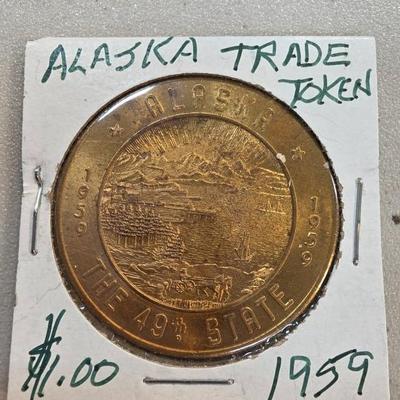 ALASKA TRADE
TOKEN
ALASKA
1959
1959
THE 49th STATE
$1.00
1959